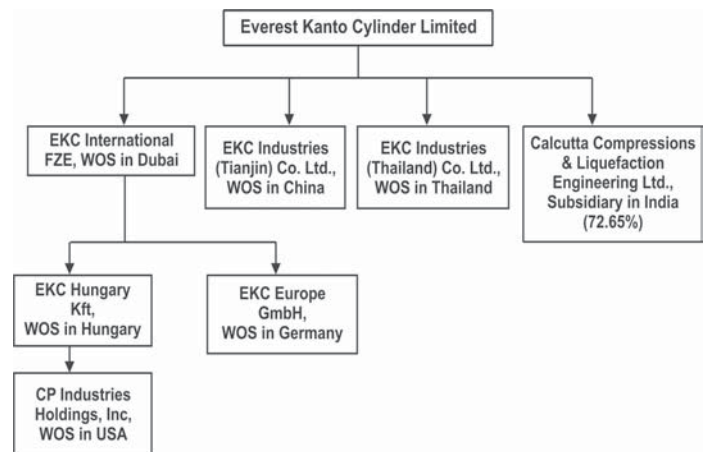 Everest Kanto Cylinder Limited
EKC International
FZE, WOS in Dubai
EKC Industries
(Tianjin) Co. Ltd.,
WOS in China
EKC Industries
(Thailand) Co. Ltd.,
WOS in Thailand
Calcutta Compressions
& Liquefaction
Engineering Ltd.,
Subsidiary in India
(72.65%)
EKC Hungary
Kft,
WOS in Hungary
EKC Europe
GmbH,
WOS in Germany
CP Industries
Holdings, Inc,
WOS in USA